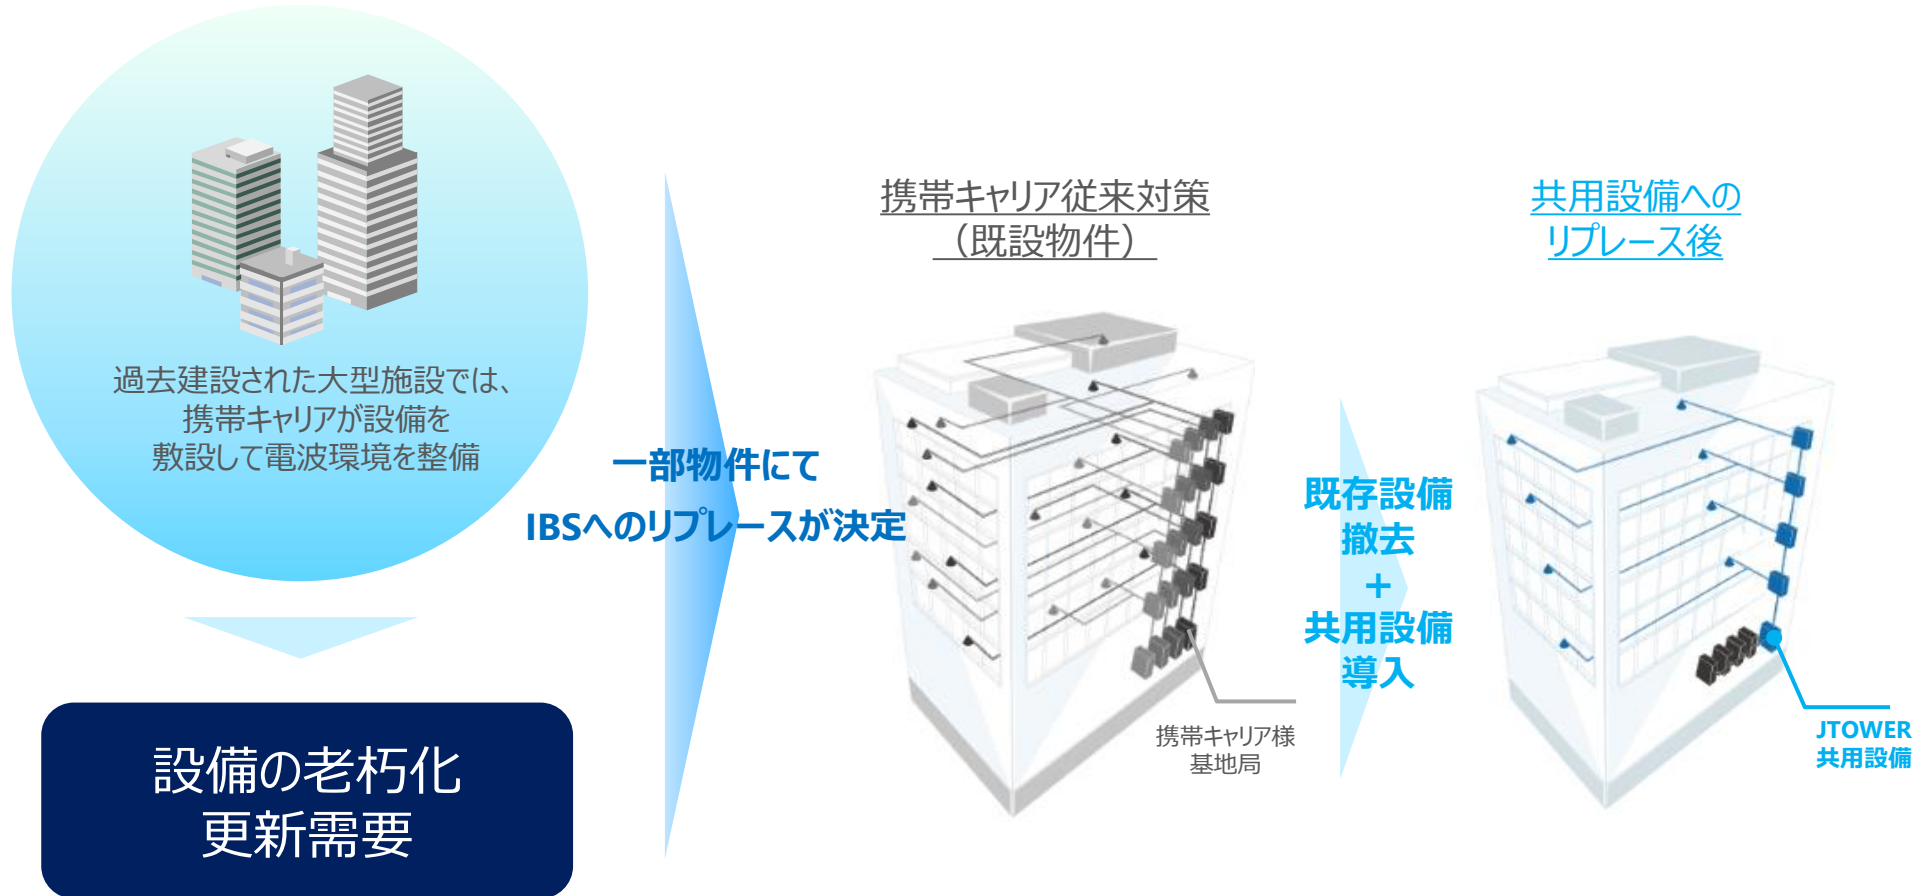 過去建設された大型施設では、
携帯キャリアが設備を
敷設して電波環境を整備
設備の老朽化
更新需要
一部物件にて
IBSへのリプレースが決定
携帯キャリア従来対策
（既設物件）
携帯キャリア様
基地局
既存設備
撤去
+
共用設備
導入
共用設備への
リプレース後
JTOWER
共用設備